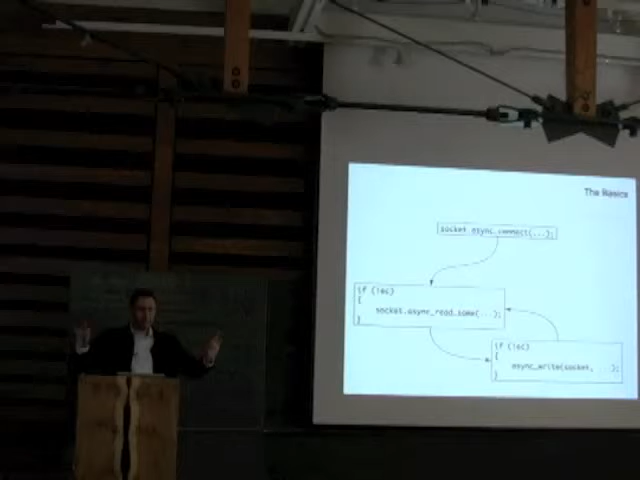 The Basics
socket.async_connect(...);
if (!ec)
{
socket.async_read_some(...);
}
if (!ec)
{
async_write(socket, ...);
}